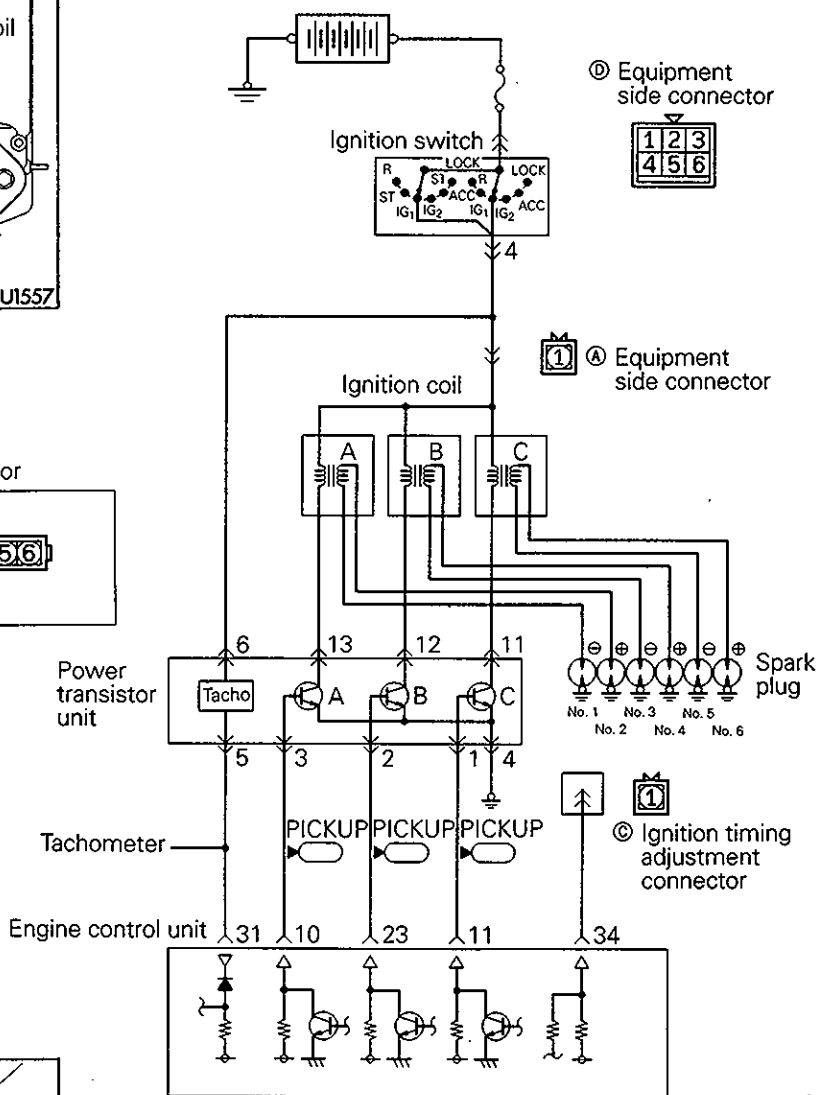 oil
Ⓓ Equipment
side connector
1 2 3
4 5 6
Ignition switch
LOCK
R S1 R LOCK
ST ACC ACC
IG1 IG2 IG1 IG2
U1557
4
1 Ⓐ Equipment
side connector
Ignition coil
A B C
or
5 6
6 13 12 11
⊖ ⊕ ⊖ ⊕ ⊖ ⊕
Power
transistor
unit
Tacho A B C
Spark
plug
No. 1 No. 3 No. 5
No. 2 No. 4 No. 6
5 3 2 1 4
1
PICKUP PICKUP PICKUP
Tachometer
Ⓒ Ignition timing
adjustment
connector
Engine control unit 31 10 23 11 34